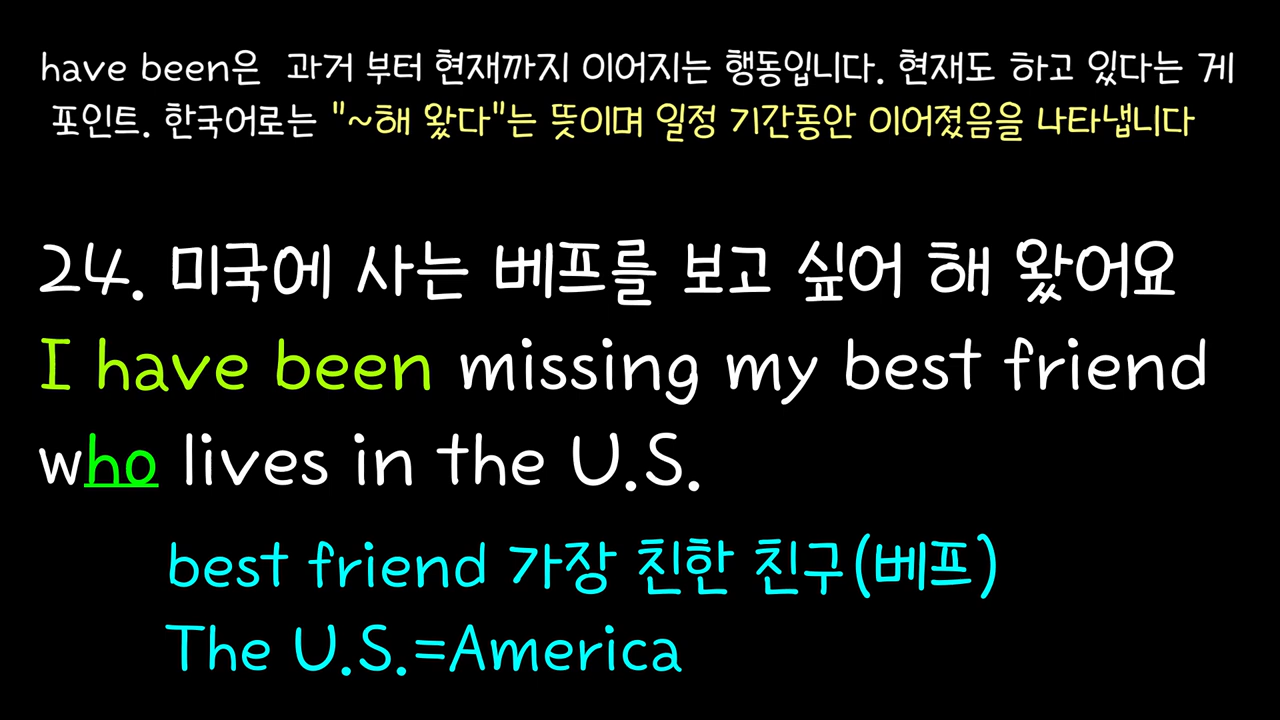 have been은 과거 부터 현재까지 이어지는 행동입니다. 현재도 하고 있다는 게
포인트. 한국어로는 "~해 왔다"는 뜻이며 일정 기간동안 이어졌음을 나타냅니다
24. 미국에 사는 베프를 보고 싶어 해 왔어요
I have been missing my best friend
who lives in the U.S.
best friend 가장 친한 친구(베프)
The U.S.=America